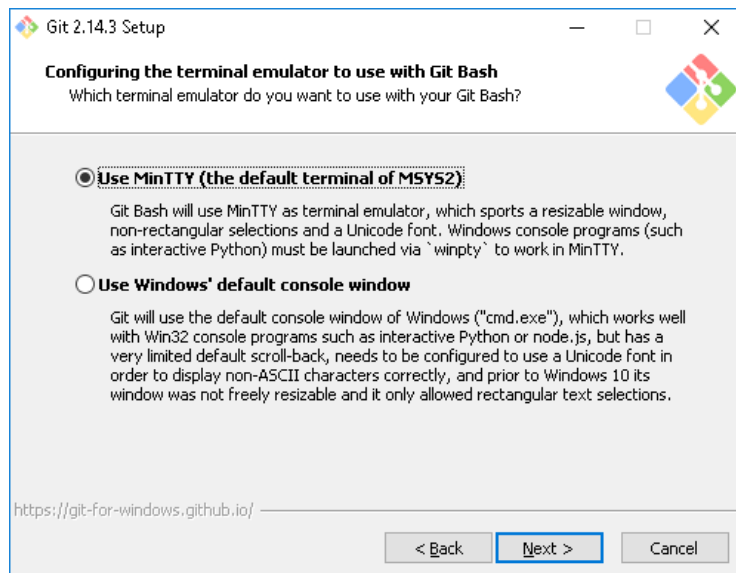 Git 2.14.3 Setup
Configuring the terminal emulator to use with Git Bash
Which terminal emulator do you want to use with your Git Bash?
Use MinTTY (the default terminal of MSYS2)
Git Bash will use MinTTY as terminal emulator, which sports a resizable window,
non-rectangular selections and a Unicode font. Windows console programs (such
as interactive Python) must be launched via `winpty` to work in MinTTY.
Use Windows' default console window
Git will use the default console window of Windows ("cmd.exe"), which works well
with Win32 console programs such as interactive Python or node.js, but has a
very limited default scroll-back, needs to be configured to use a Unicode font in
order to display non-ASCII characters correctly, and prior to Windows 10 its
window was not freely resizable and it only allowed rectangular text selections.
https://git-for-windows.github.io/
< Back
Next >
Cancel